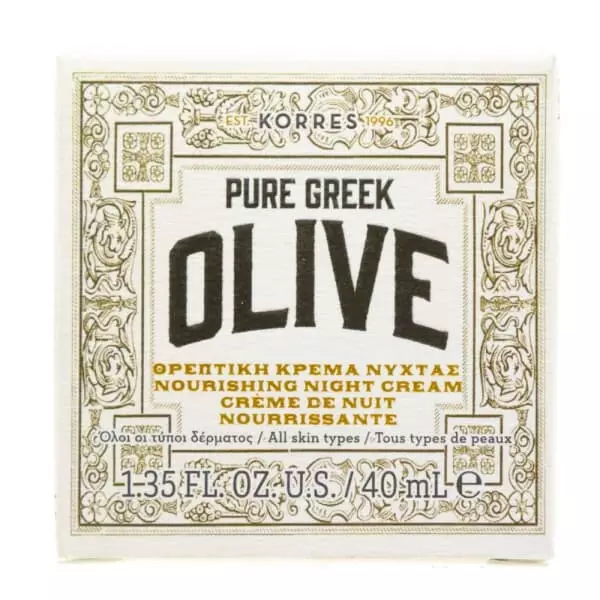 EST. KORRES 1996
PURE GREEK
OLIVE
ΘΡΕΠΤΙΚΗ ΚΡΕΜΑ ΝΥΧΤΑΣ
NOURISHING NIGHT CREAM
CRÈME DE NUIT
NOURRISSANTE
Όλοι οι τύποι δέρματος / All skin types / Tous types de peaux
1.35 FL. OZ. U.S. / 40 mL ℮